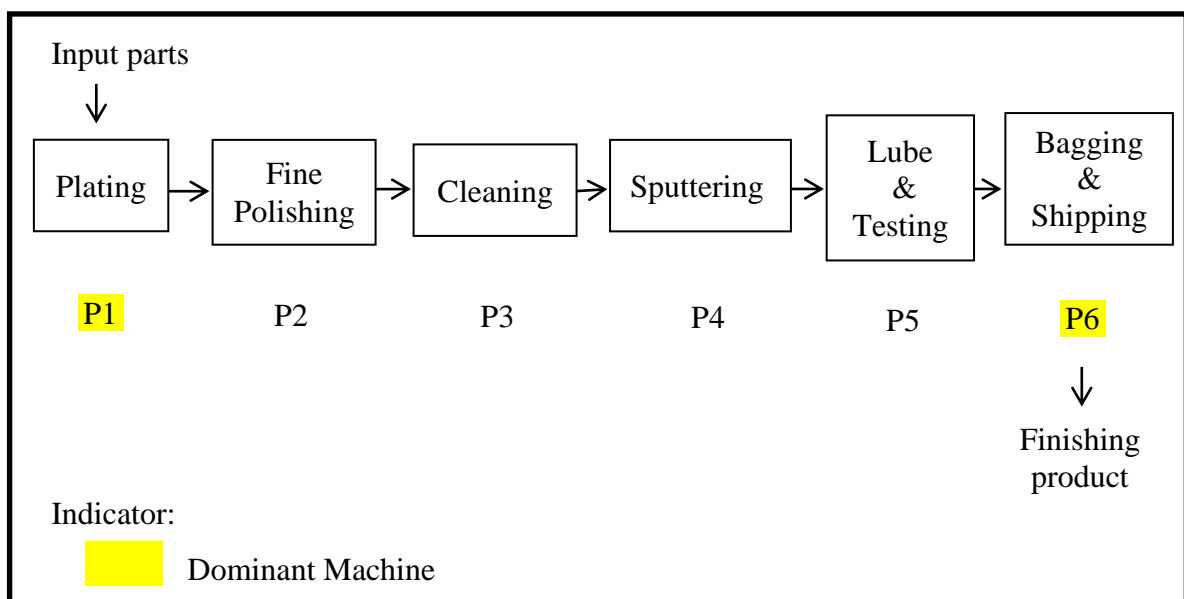 Input parts
Plating
Fine
Polishing
Cleaning
Sputtering
Lube
&
Testing
Bagging
&
Shipping
P1
P2
P3
P4
P5
P6
Finishing
product
Indicator:
Dominant Machine